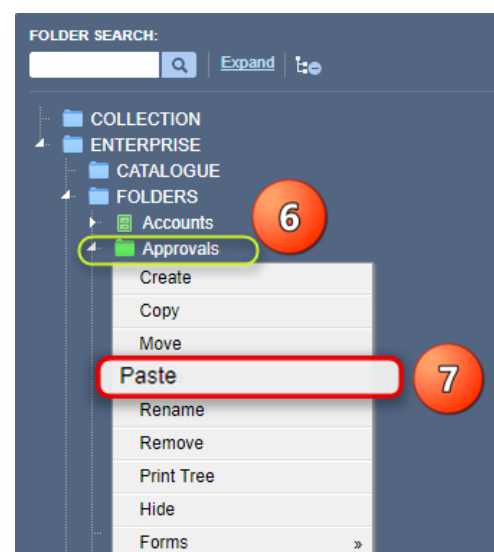 FOLDER SEARCH:
Expand
COLLECTION
ENTERPRISE
CATALOGUE
FOLDERS
Accounts
6
Approvals
Create
Copy
Move
Paste
7
Rename
Remove
Print Tree
Hide
Forms »